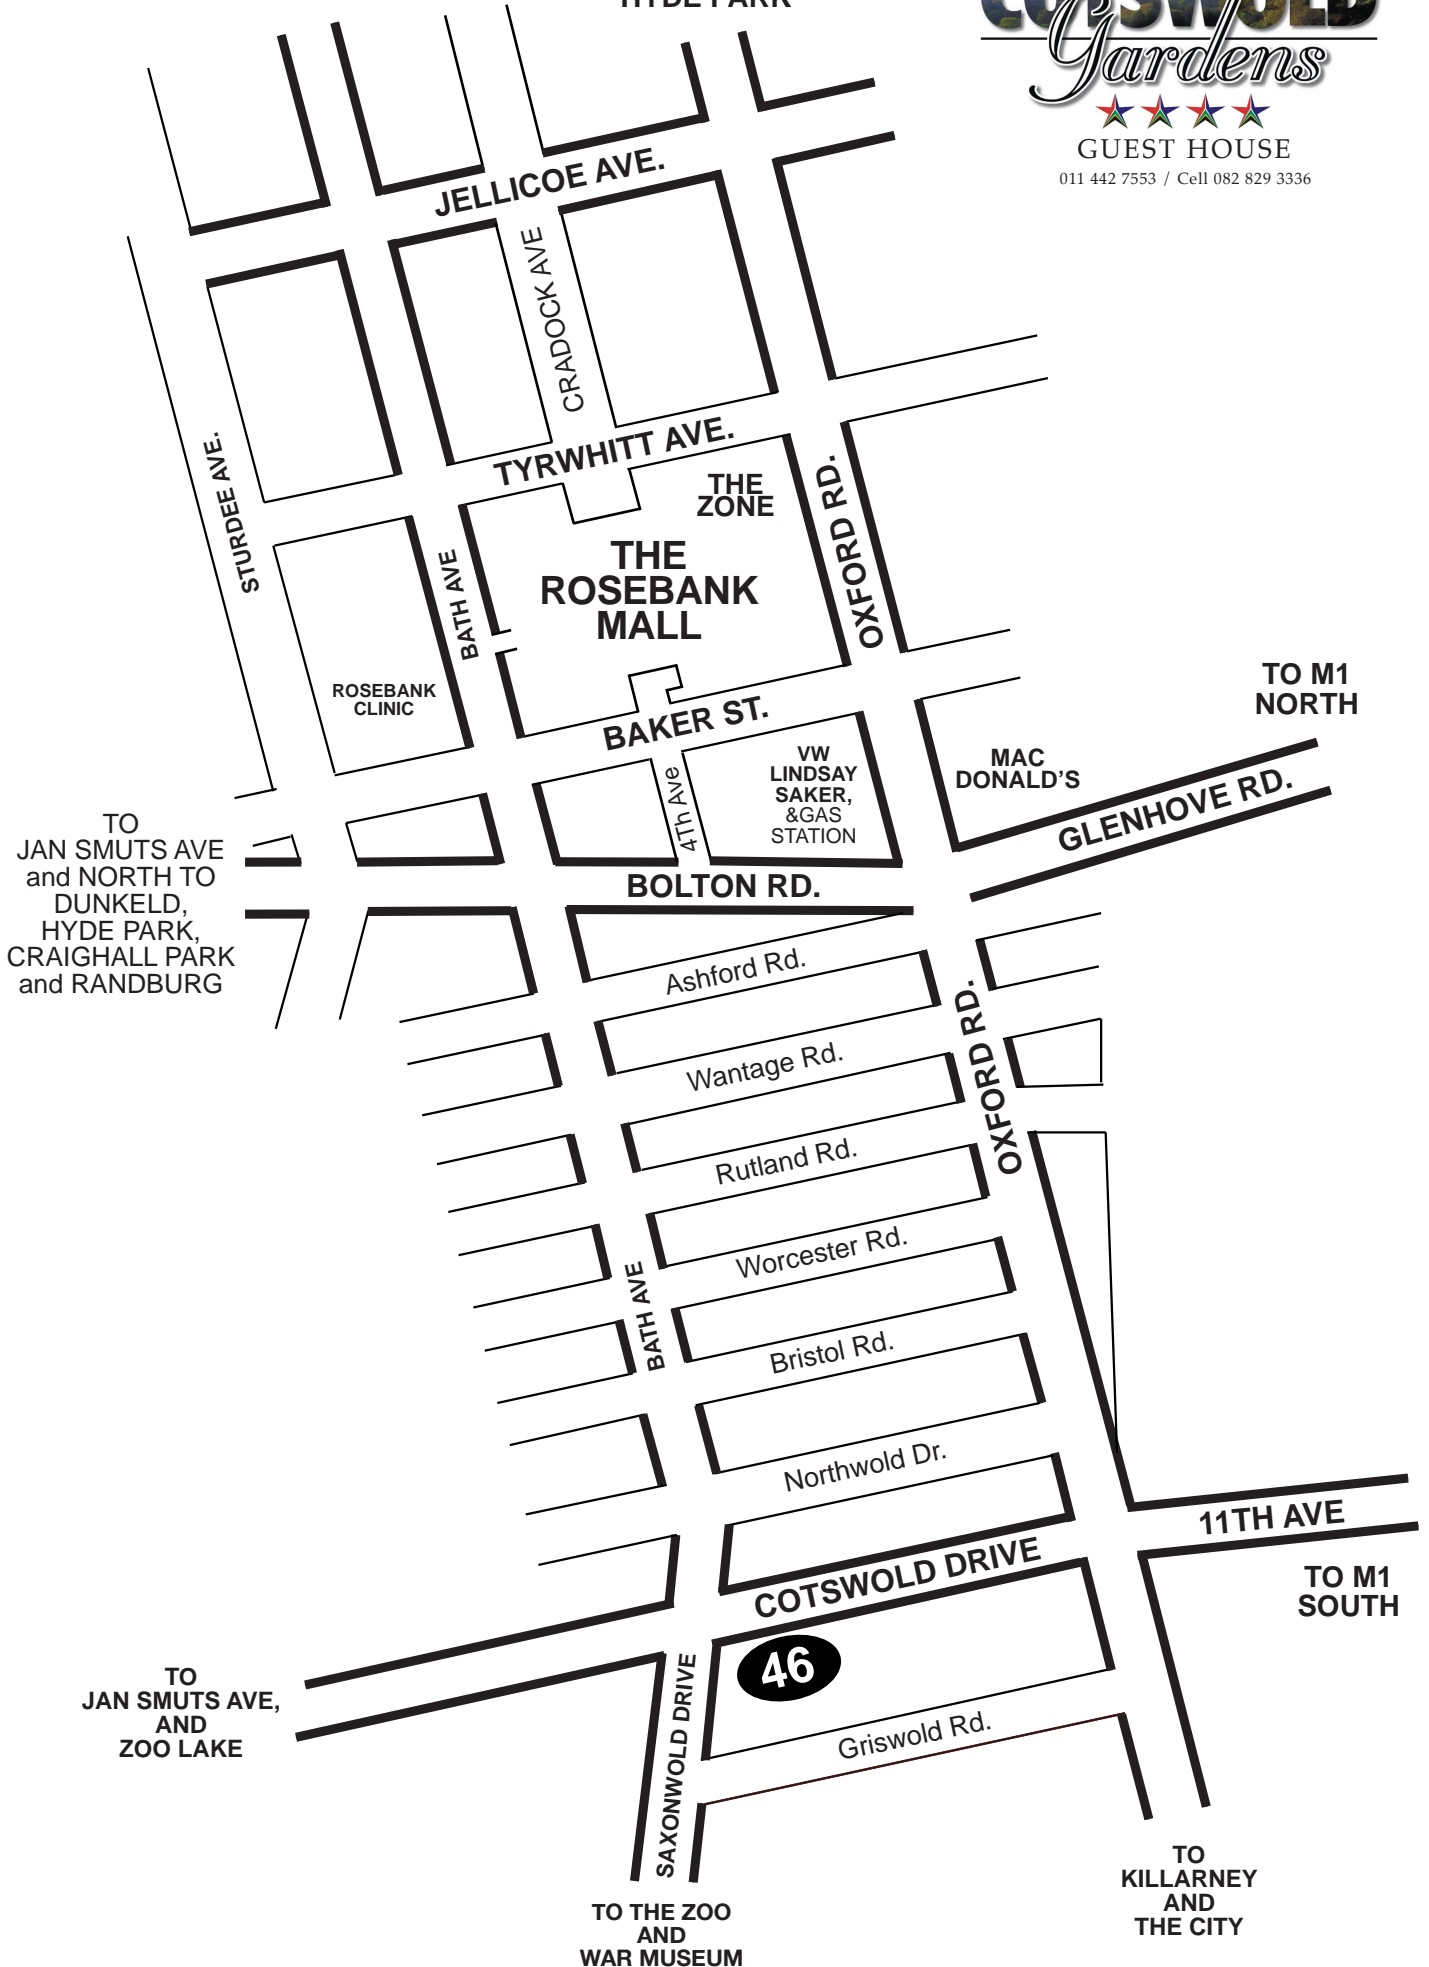 HYDE PARK
COTSWOLD
Gardens
GUEST HOUSE
011 442 7553 / Cell 082 829 3336
JELLICOE AVE.
CRADOCK AVE
TYRWHITT AVE.
STURDEE AVE.
THE
ZONE
OXFORD RD.
THE
ROSEBANK
MALL
BATH AVE
ROSEBANK
CLINIC
BAKER ST.
TO M1
NORTH
VW
LINDSAY
SAKER,
&GAS
STATION
MAC
DONALD'S
4Th Ave
GLENHOVE RD.
TO
JAN SMUTS AVE
and NORTH TO
DUNKELD,
HYDE PARK,
CRAIGHALL PARK
and RANDBURG
BOLTON RD.
Ashford Rd.
OXFORD RD.
Wantage Rd.
Rutland Rd.
Worcester Rd.
BATH AVE
Bristol Rd.
Northwold Dr.
11TH AVE
COTSWOLD DRIVE
TO M1
SOUTH
46
TO
JAN SMUTS AVE,
AND
ZOO LAKE
SAXONWOLD DRIVE
Griswold Rd.
TO
KILLARNEY
AND
THE CITY
TO THE ZOO
AND
WAR MUSEUM